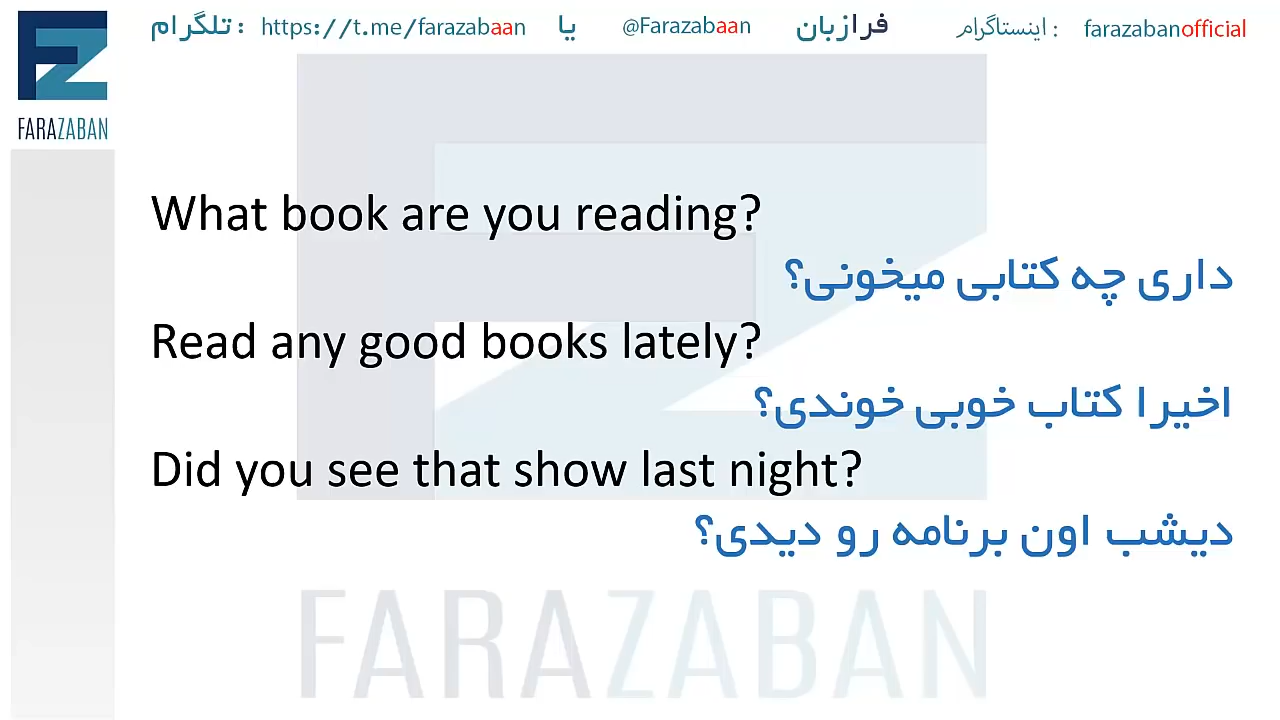 تلگرام : https://t.me/farazabaan یا @Farazabaan فرازبان اینستاگرام : farazabanofficial
FARAZABAN
What book are you reading?
داری چه کتابی میخونی؟
Read any good books lately?
اخیرا کتاب خوبی خوندی؟
Did you see that show last night?
دیشب اون برنامه رو دیدی؟
FARAZABAN